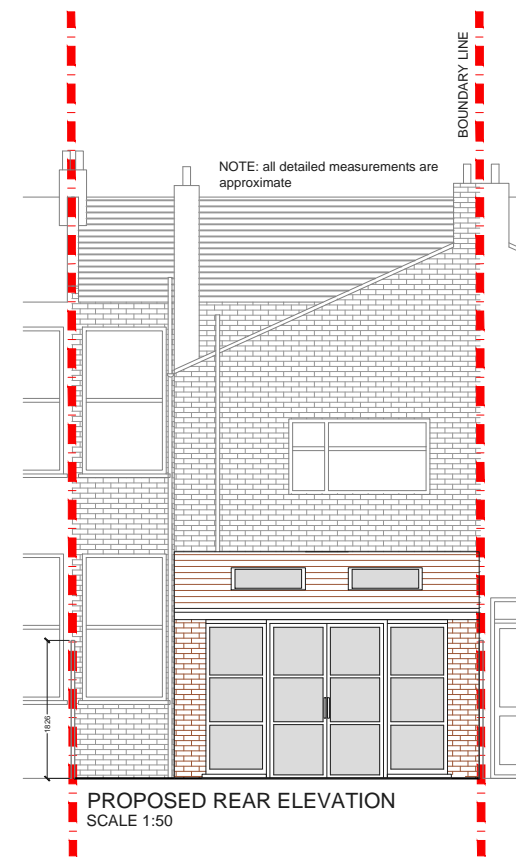 BOUNDARY LINE
NOTE: all detailed measurements are
approximate
1826
PROPOSED REAR ELEVATION
SCALE 1:50